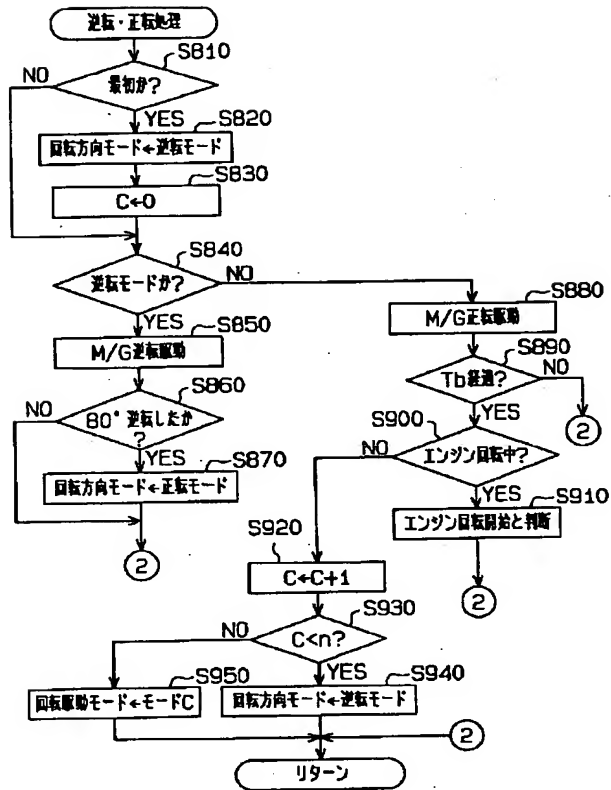 逆転・正転処理
S810
NO
最初か?
YES
S820
回転方向モード←逆転モード
S830
C←0
S840
逆転モードか?
NO
YES
S850
M/G逆転駆動
S860
NO
80°逆転したか
?
YES
S870
回転方向モード←正転モード
2
S880
M/G正転駆動
S890
Tb経過?
NO
YES
2
S900
NO
エンジン回転中?
YES
S910
エンジン回転開始と判断
2
S920
C←C+1
S930
NO
C<n?
YES
S950
回転駆動モード←モードC
S940
回転方向モード←逆転モード
2
リターン